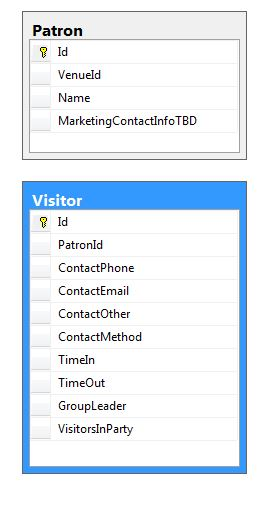 Patron
Id
VenueId
Name
MarketingContactInfoTBD
Visitor
Id
PatronId
ContactPhone
ContactEmail
ContactOther
ContactMethod
TimeIn
TimeOut
GroupLeader
VisitorsInParty